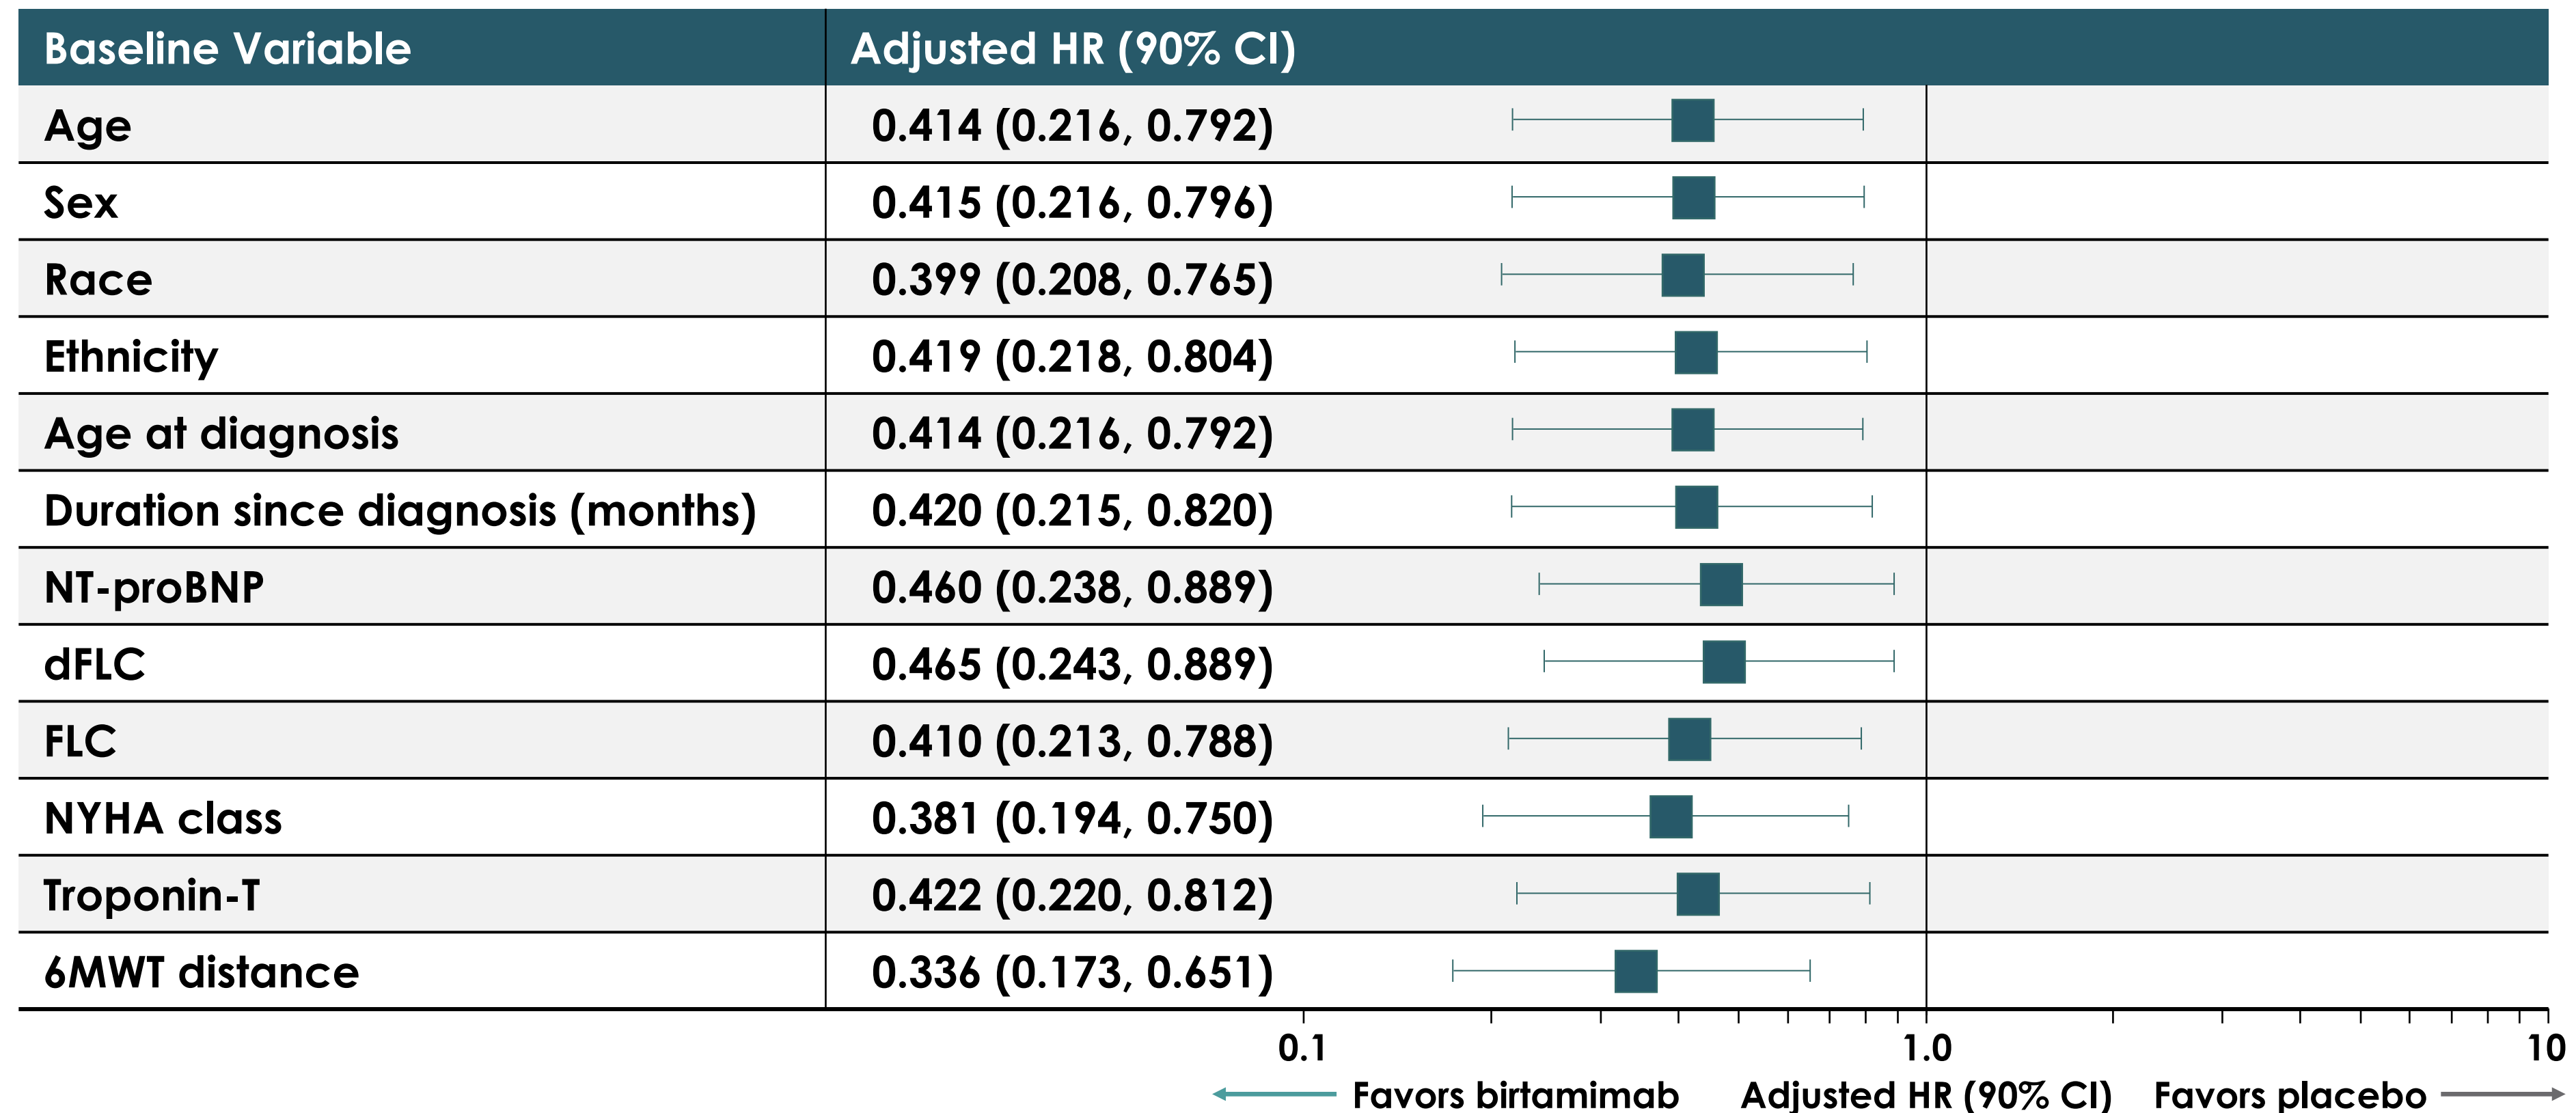 Baseline Variable Adjusted HR (90% CI)
Age 0.414 (0.216, 0.792)
Sex 0.415 (0.216, 0.796)
Race 0.399 (0.208, 0.765)
Ethnicity 0.419 (0.218, 0.804)
Age at diagnosis 0.414 (0.216, 0.792)
Duration since diagnosis (months) 0.420 (0.215, 0.820)
NT-proBNP 0.460 (0.238, 0.889)
dFLC 0.465 (0.243, 0.889)
FLC 0.410 (0.213, 0.788)
NYHA class 0.381 (0.194, 0.750)
Troponin-T 0.422 (0.220, 0.812)
6MWT distance 0.336 (0.173, 0.651)
0.1 1.0 10
Favors birtamimab Adjusted HR (90% CI) Favors placebo